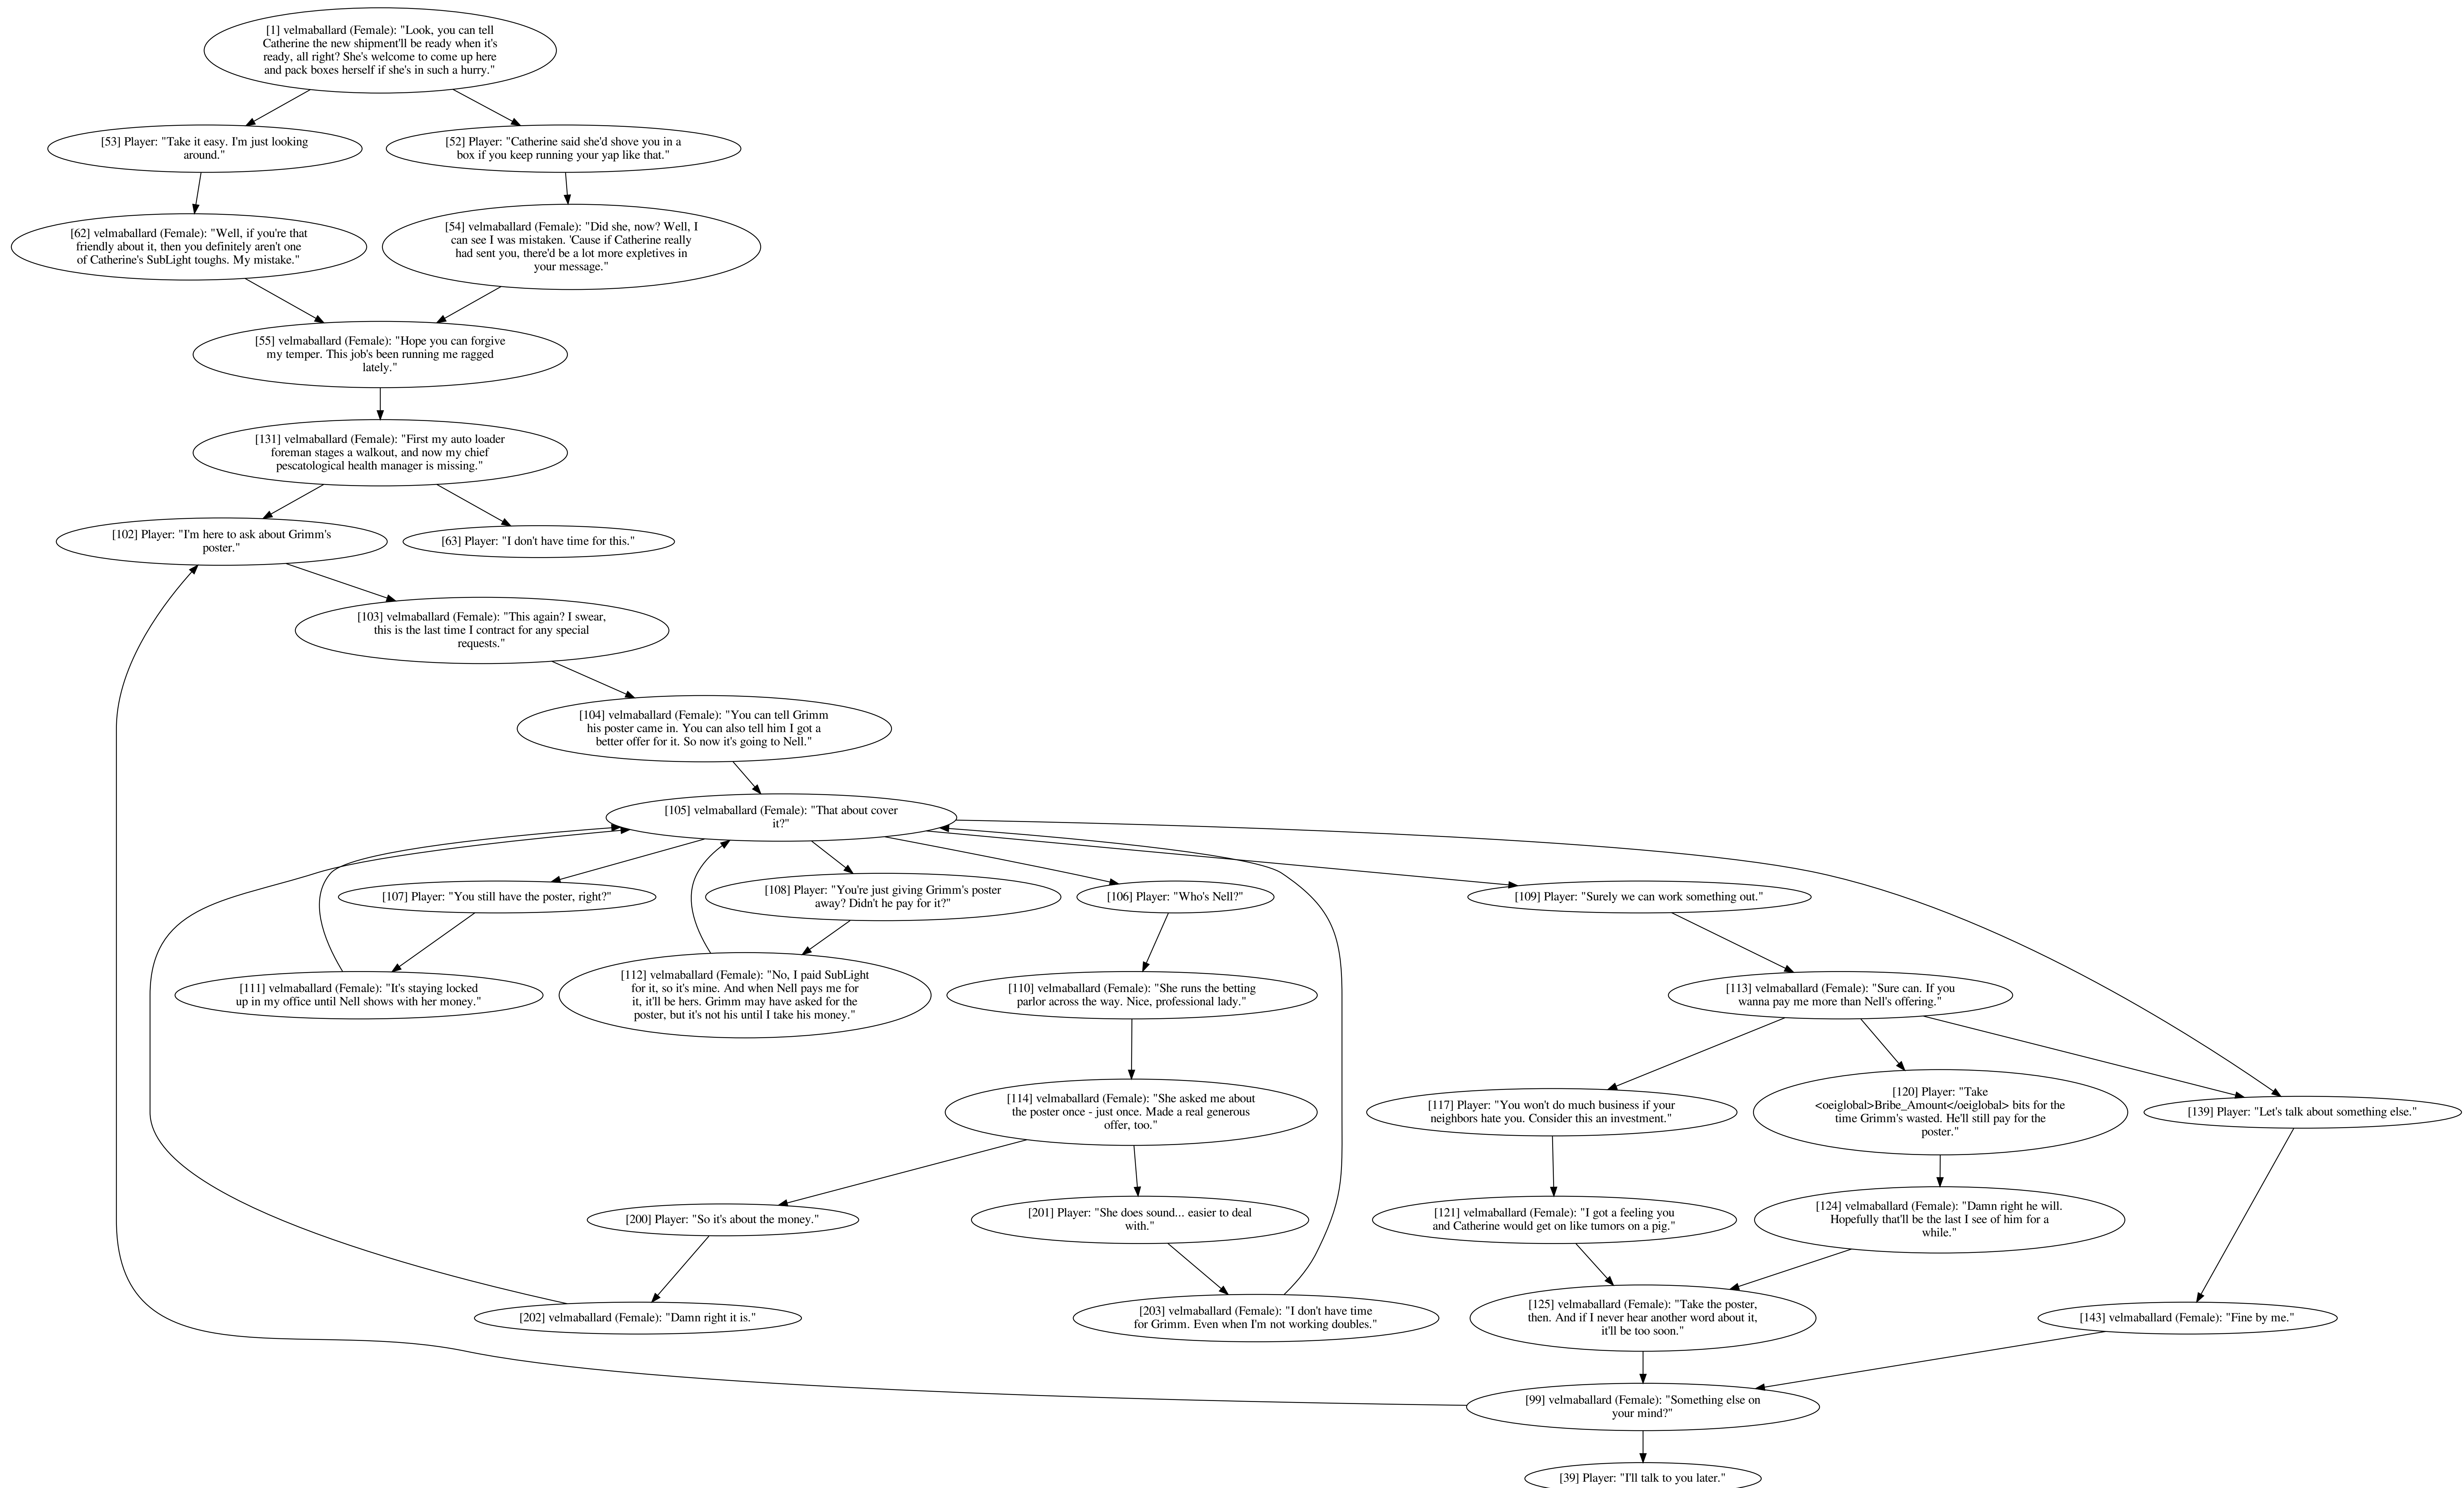 [1] velmaballard (Female): "Look, you can tell
Catherine the new shipment'll be ready when it's
ready, all right? She's welcome to come up here
and pack boxes herself if she's in such a hurry."
[53] Player: "Take it easy. I'm just looking
around."
[52] Player: "Catherine said she'd shove you in a
box if you keep running your yap like that."
[62] velmaballard (Female): "Well, if you're that
friendly about it, then you definitely aren't one
of Catherine's SubLight toughs. My mistake."
[54] velmaballard (Female): "Did she, now? Well, I
can see I was mistaken. 'Cause if Catherine really
had sent you, there'd be a lot more expletives in
your message."
[55] velmaballard (Female): "Hope you can forgive
my temper. This job's been running me ragged
lately."
[131] velmaballard (Female): "First my auto loader
foreman stages a walkout, and now my chief
pescatological health manager is missing."
[102] Player: "I'm here to ask about Grimm's
poster."
[63] Player: "I don't have time for this."
[103] velmaballard (Female): "This again? I swear,
this is the last time I contract for any special
requests."
[104] velmaballard (Female): "You can tell Grimm
his poster came in. You can also tell him I got a
better offer for it. So now it's going to Nell."
[105] velmaballard (Female): "That about cover
it?"
[107] Player: "You still have the poster, right?"
[108] Player: "You're just giving Grimm's poster
away? Didn't he pay for it?"
[106] Player: "Who's Nell?"
[109] Player: "Surely we can work something out."
[111] velmaballard (Female): "It's staying locked
up in my office until Nell shows with her money."
[112] velmaballard (Female): "No, I paid SubLight
for it, so it's mine. And when Nell pays me for
it, it'll be hers. Grimm may have asked for the
poster, but it's not his until I take his money."
[110] velmaballard (Female): "She runs the betting
parlor across the way. Nice, professional lady."
[113] velmaballard (Female): "Sure can. If you
wanna pay me more than Nell's offering."
[114] velmaballard (Female): "She asked me about
the poster once - just once. Made a real generous
offer, too."
[117] Player: "You won't do much business if your
neighbors hate you. Consider this an investment."
[120] Player: "Take
<oeiglobal>Bribe_Amount</oeiglobal> bits for the
time Grimm's wasted. He'll still pay for the
poster."
[139] Player: "Let's talk about something else."
[200] Player: "So it's about the money."
[201] Player: "She does sound... easier to deal
with."
[121] velmaballard (Female): "I got a feeling you
and Catherine would get on like tumors on a pig."
[124] velmaballard (Female): "Damn right he will.
Hopefully that'll be the last I see of him for a
while."
[202] velmaballard (Female): "Damn right it is."
[203] velmaballard (Female): "I don't have time
for Grimm. Even when I'm not working doubles."
[125] velmaballard (Female): "Take the poster,
then. And if I never hear another word about it,
it'll be too soon."
[143] velmaballard (Female): "Fine by me."
[99] velmaballard (Female): "Something else on
your mind?"
[39] Player: "I'll talk to you later."